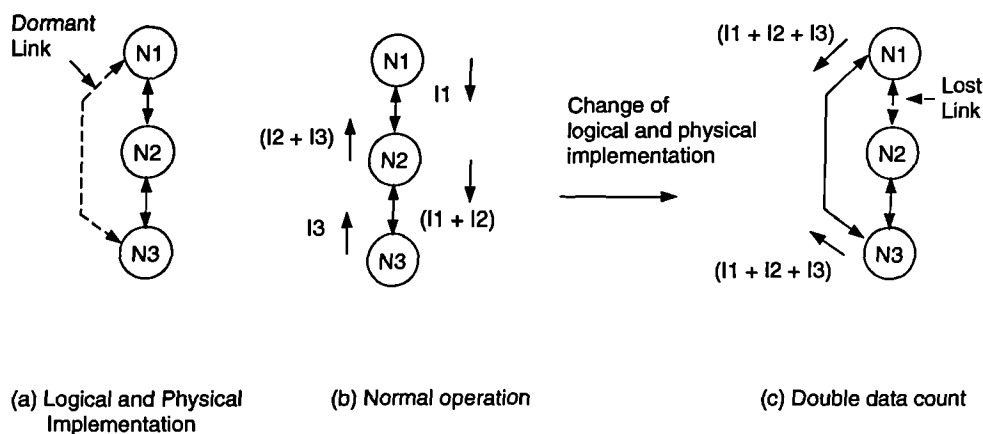 Dormant
Link
N1
N2
N3
(a) Logical and Physical
Implementation
N1
I1
(I2 + I3)
N2
I3
(I1 + I2)
N3
(b) Normal operation
Change of
logical and physical
implementation
(I1 + I2 + I3)
N1
Lost
Link
N2
N3
(I1 + I2 + I3)
(c) Double data count